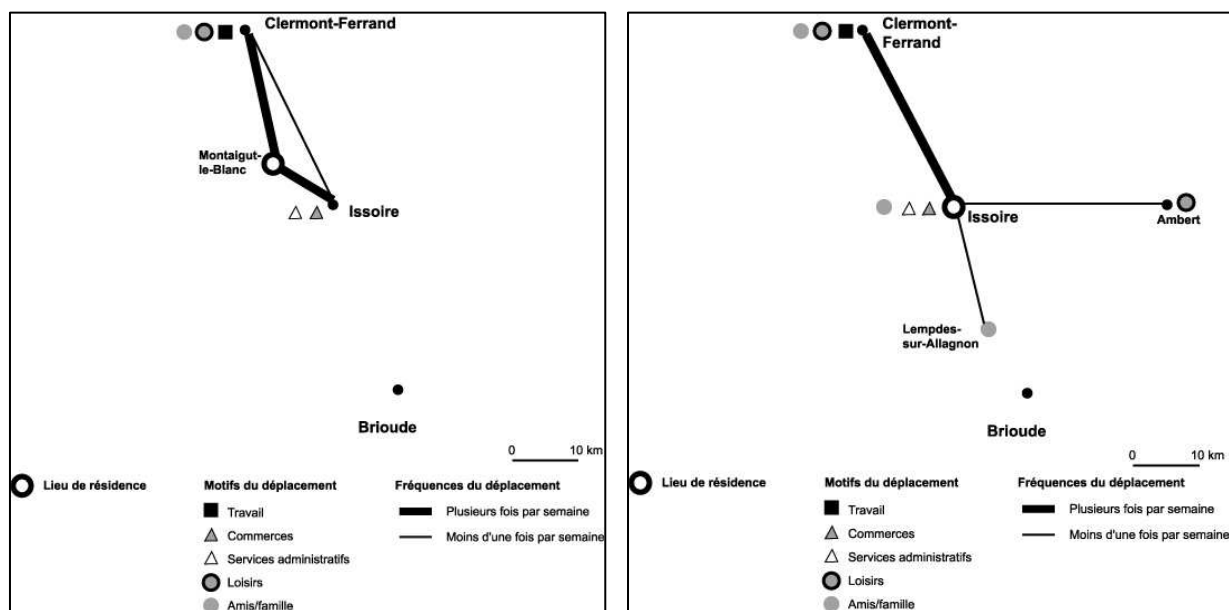 Clermont-Ferrand
Montaigut-
le-Blanc
Issoire
Brioude
0 10 km
Lieu de résidence
Motifs du déplacement
Travail
Commerces
Services administratifs
Loisirs
Amis/famille
Fréquences du déplacement
Plusieurs fois par semaine
Moins d'une fois par semaine
Clermont-
Ferrand
Issoire
Ambert
Lempdes-
sur-Allagnon
Brioude
0 10 km
Lieu de résidence
Motifs du déplacement
Travail
Commerces
Services administratifs
Loisirs
Amis/famille
Fréquences du déplacement
Plusieurs fois par semaine
Moins d'une fois par semaine